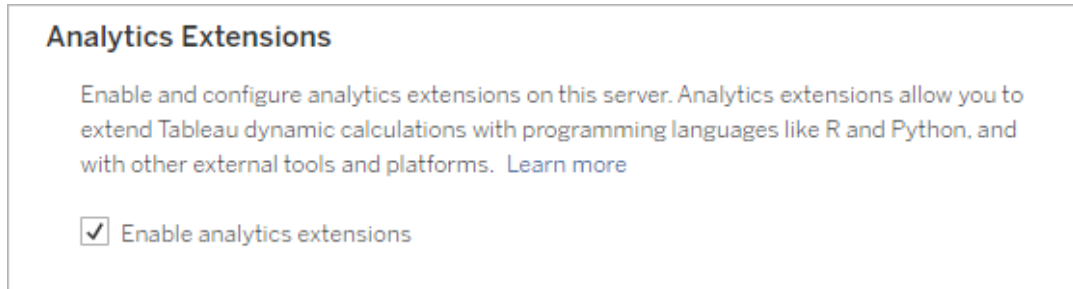 Analytics Extensions
Enable and configure analytics extensions on this server. Analytics extensions allow you to
extend Tableau dynamic calculations with programming languages like R and Python, and
with other external tools and platforms. Learn more
Enable analytics extensions